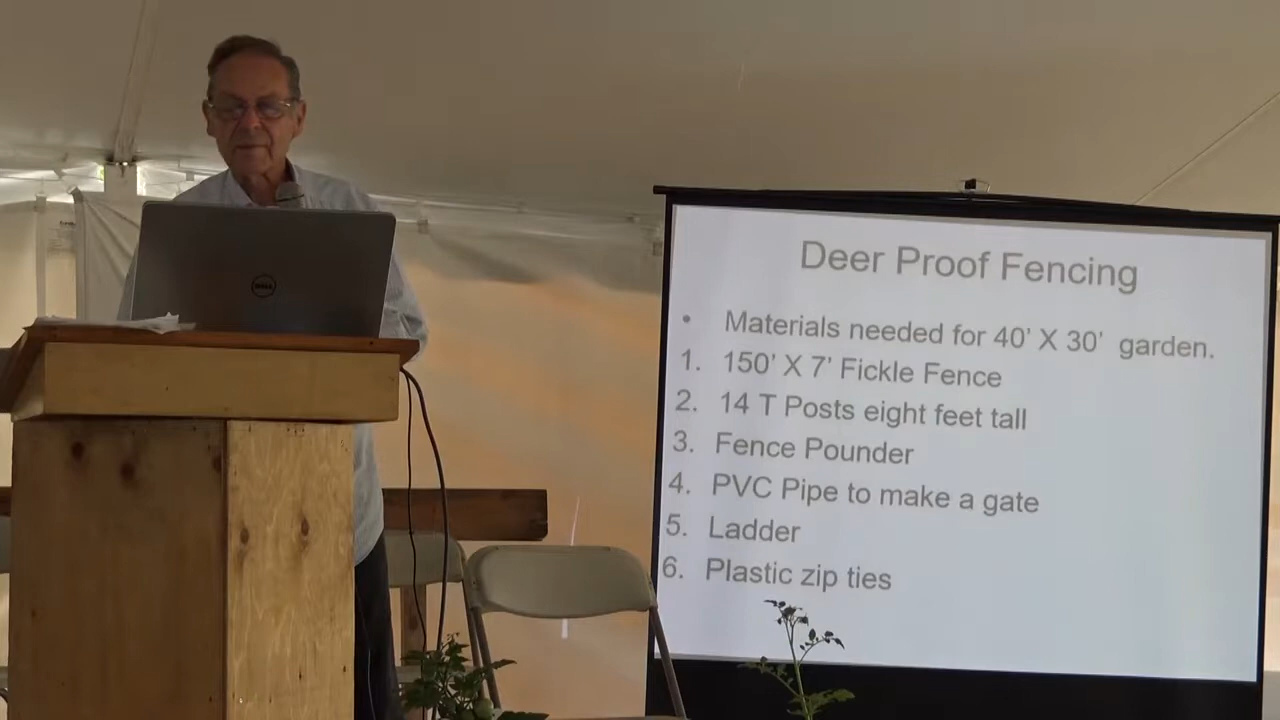 DELL
Deer Proof Fencing
• Materials needed for 40' X 30' garden.
1. 150' X 7' Fickle Fence
2. 14 T Posts eight feet tall
3. Fence Pounder
4. PVC Pipe to make a gate
5. Ladder
6. Plastic zip ties